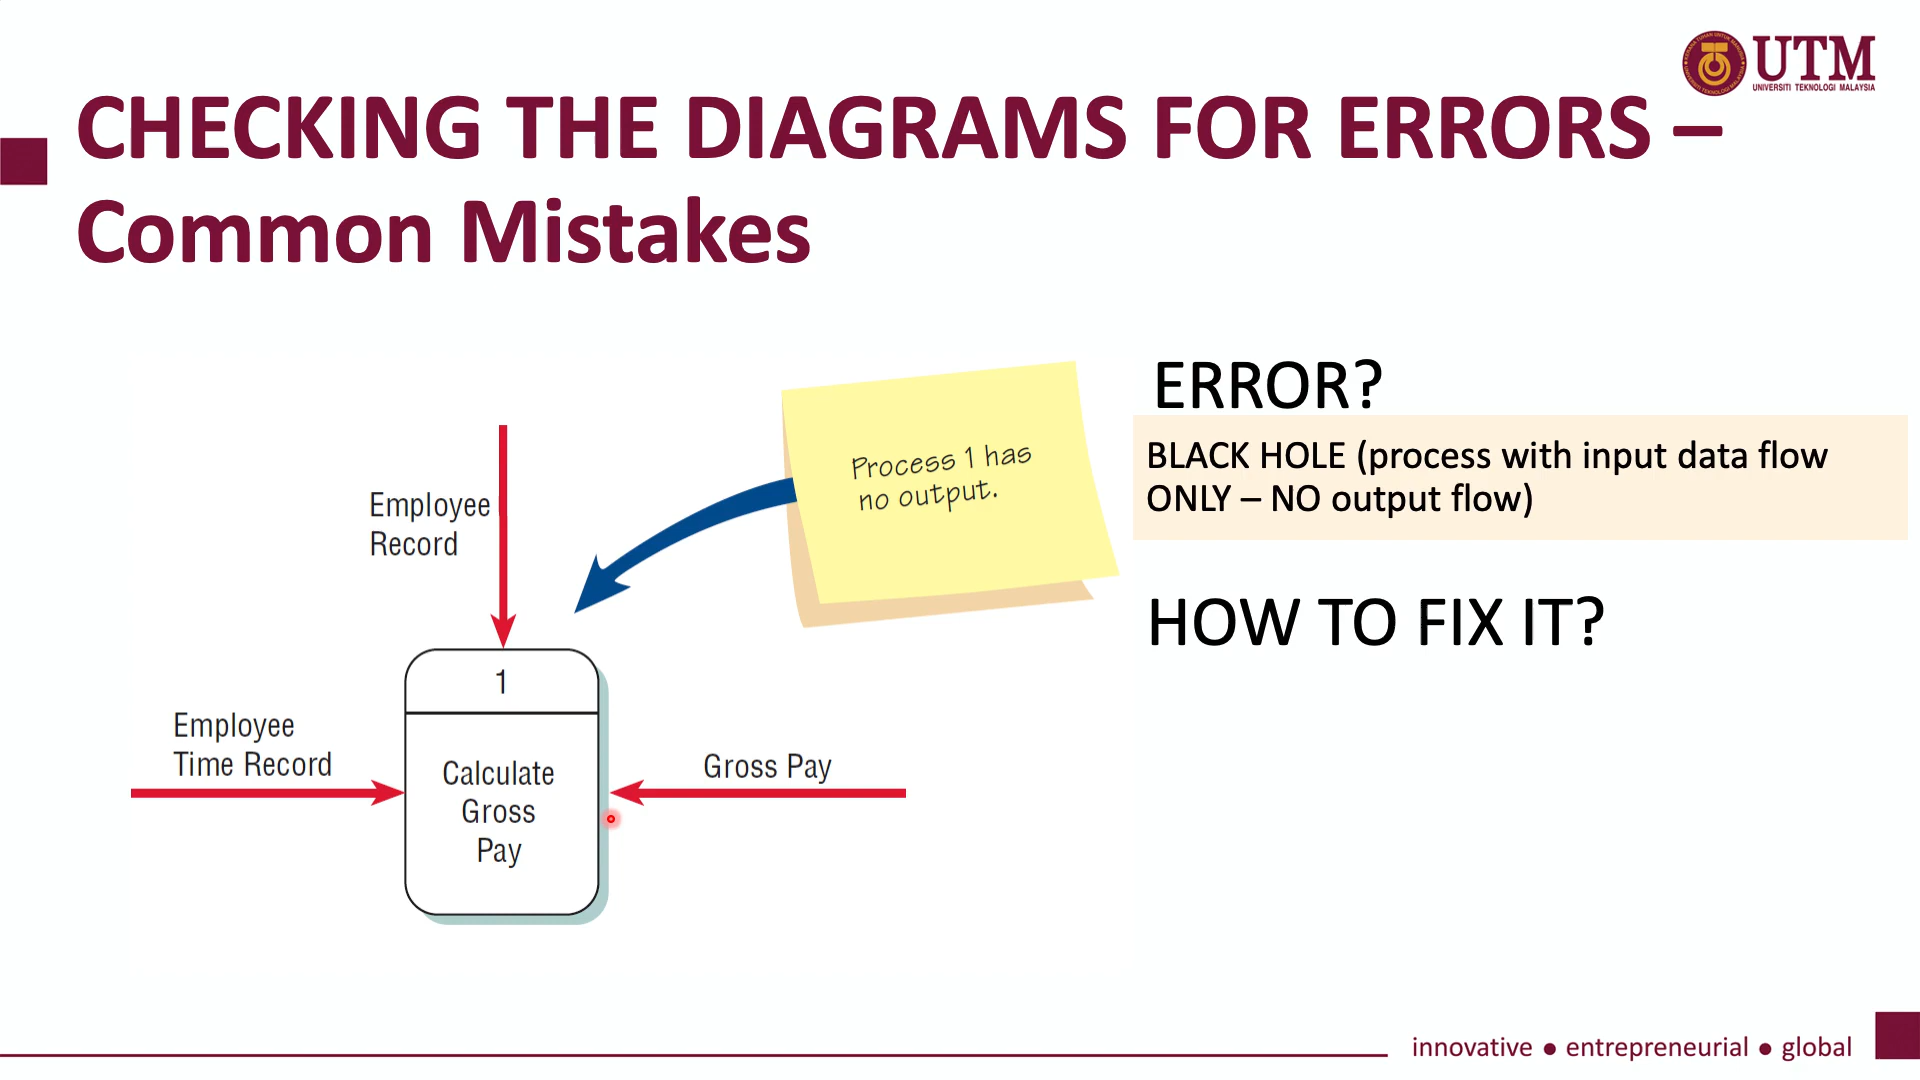 UTM
UNIVERSITI TEKNOLOGI MALAYSIA
CHECKING THE DIAGRAMS FOR ERRORS –
Common Mistakes
ERROR?
BLACK HOLE (process with input data flow
ONLY – NO output flow)
HOW TO FIX IT?
Process 1 has
no output.
Employee
Record
1
Employee
Time Record
Calculate
Gross
Pay
Gross Pay
innovative ● entrepreneurial ● global